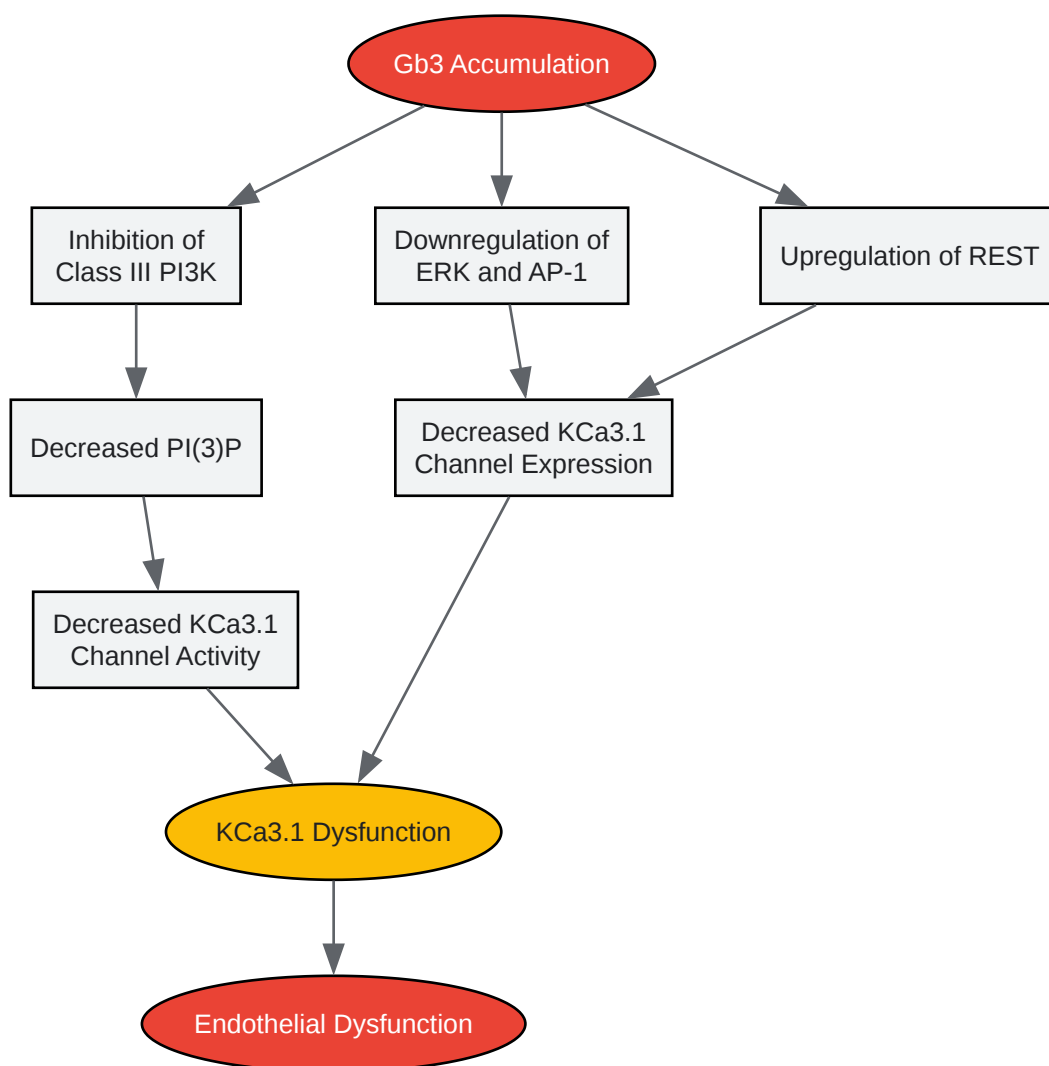 Gb3 Accumulation
Inhibition of
Class III PI3K
Downregulation of
ERK and AP-1
Upregulation of REST
Decreased PI(3)P
Decreased KCa3.1
Channel Expression
Decreased KCa3.1
Channel Activity
KCa3.1 Dysfunction
Endothelial Dysfunction